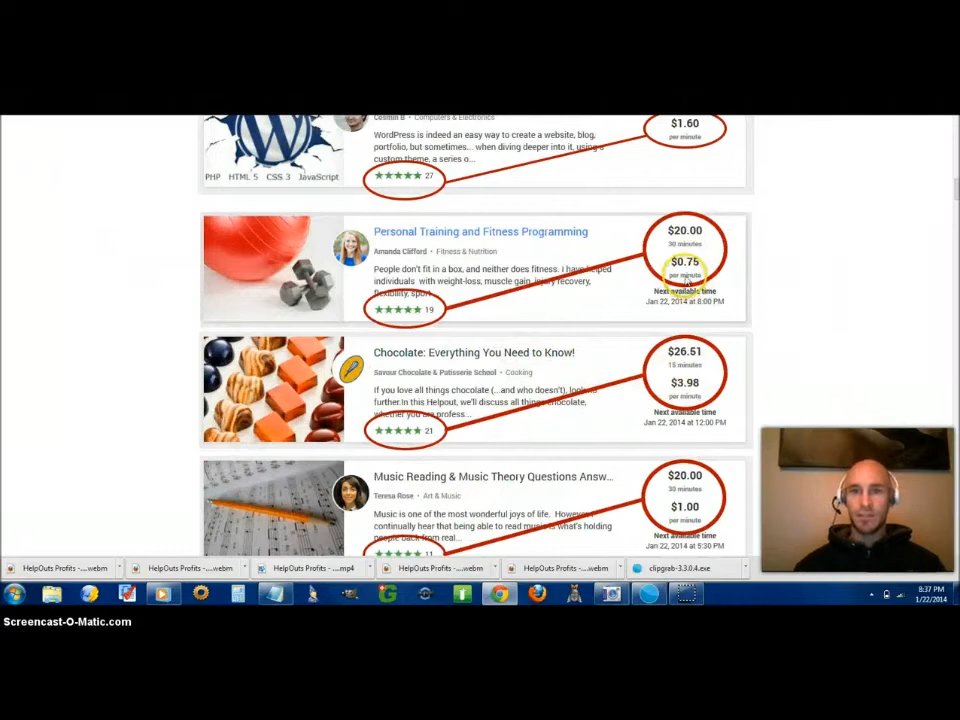 Cosmin B • Computers & Electronics
$1.60
per minute
WordPress is indeed an easy way to create a website, blog,
portfolio, but sometimes... when diving deeper into it, using a
custom theme, a series o...
27
PHP HTML 5 CSS 3 JavaScript
Personal Training and Fitness Programming
$20.00
30 minutes
Amanda Clifford • Fitness & Nutrition
$0.75
per minute
People don't fit in a box, and neither does fitness. I have helped
individuals with weight-loss, muscle gain, injury recovery,
flexibility, sport
Next available time
Jan 22, 2014 at 8:00 PM
19
Chocolate: Everything You Need to Know!
$26.51
15 minutes
Savour Chocolate & Patisserie School • Cooking
$3.98
per minute
If you love all things chocolate (...and who doesn't), look no
further.In this Helpout, we'll discuss all things chocolate,
whether you are profess...
Next available time
Jan 22, 2014 at 12:00 PM
21
Music Reading & Music Theory Questions Answ...
$20.00
30 minutes
Teresa Rose • Art & Music
$1.00
per minute
Music is one of the most wonderful joys of life. However, I
continually hear that being able to read music is what's holding
people back from real...
Next available time
Jan 22, 2014 at 5:30 PM
11
HelpOuts Profits -....webm
HelpOuts Profits -....webm
HelpOuts Profits -....mp4
HelpOuts Profits -....webm
HelpOuts Profits -....webm
clipgrab-3.3.0.4.exe
8:37 PM
1/22/2014
Screencast-O-Matic.com